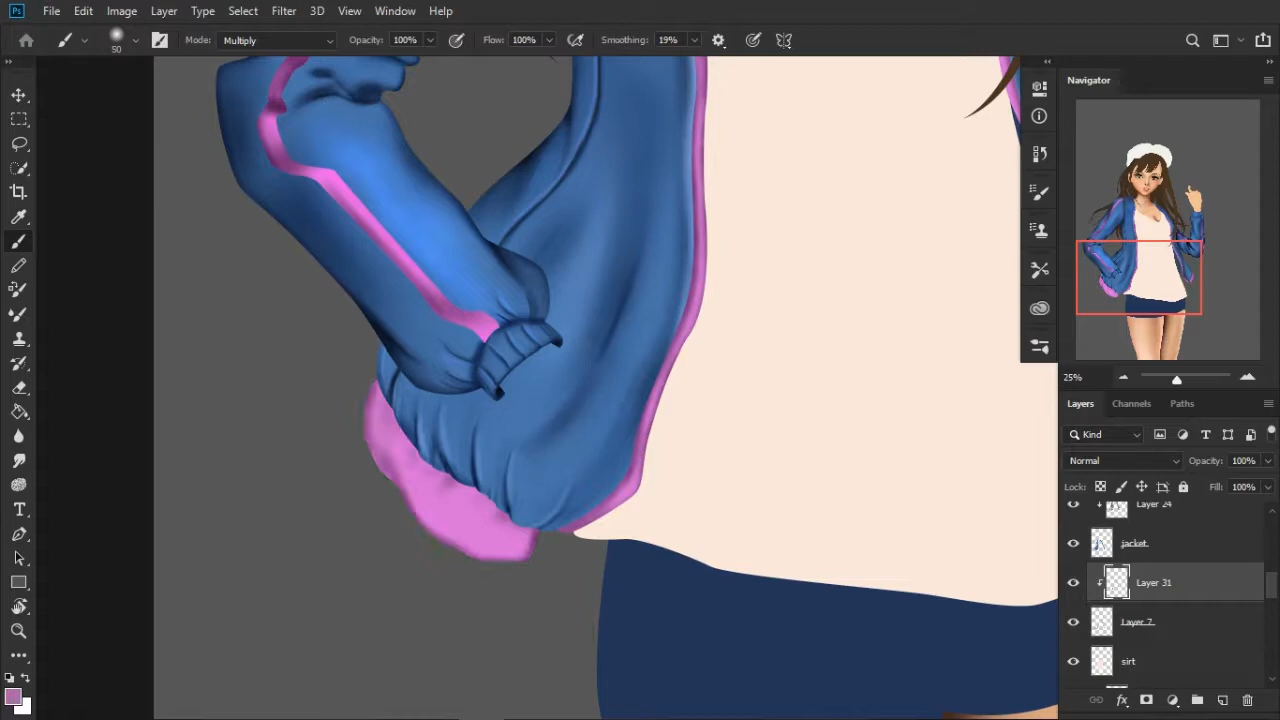 Ps File Edit Image Layer Type Select Filter 3D View Window Help
50 Mode: Multiply Opacity: 100% Flow: 100% Smoothing: 19%
Navigator
25%
Layers Channels Paths
Kind
Normal Opacity: 100%
Lock: Fill: 100%
Layer 24
jacket
Layer 31
Layer 7
sirt
fx